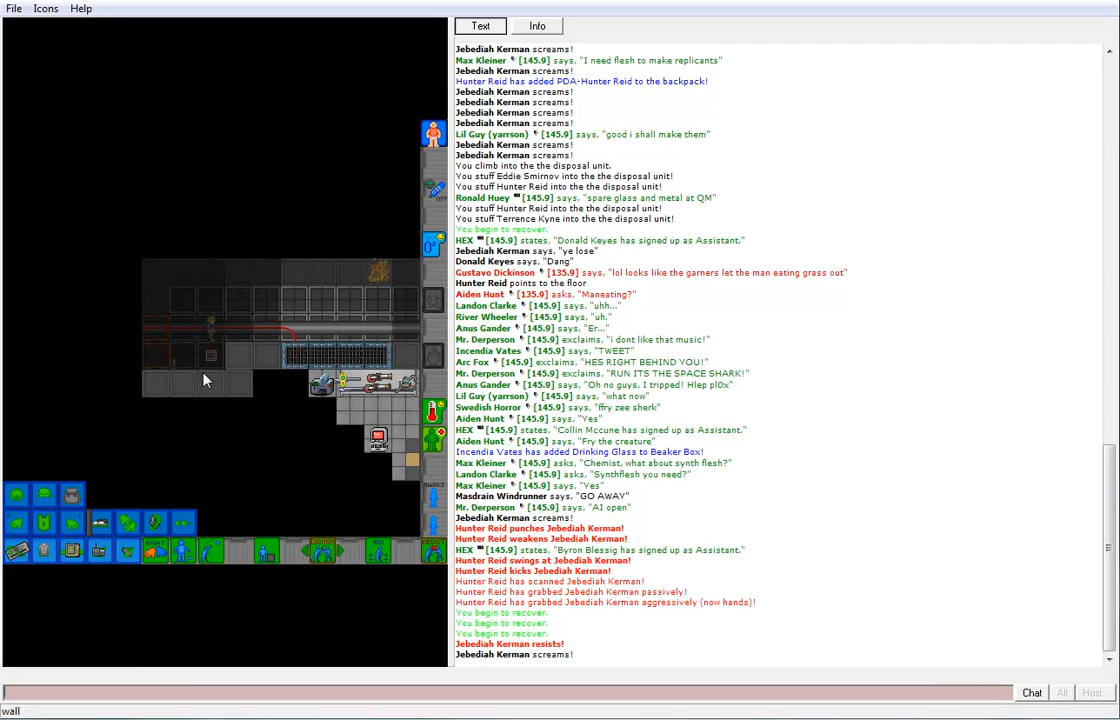 File Icons Help
Text Info
Jebediah Kerman screams!
Max Kleiner [145.9] says, "I need flesh to make replicants"
Jebediah Kerman screams!
Hunter Reid has added PDA-Hunter Reid to the backpack!
Jebediah Kerman screams!
Jebediah Kerman screams!
Jebediah Kerman screams!
Jebediah Kerman screams!
Lil Guy (yarrson) [145.9] says, "good i shall make them"
Jebediah Kerman screams!
Jebediah Kerman screams!
You climb into the the disposal unit.
You stuff Eddie Smirnov into the the disposal unit!
You stuff Hunter Reid into the the disposal unit!
Ronald Huey [145.9] says, "spare glass and metal at QM"
You stuff Hunter Reid into the the disposal unit!
You stuff Terrence Kyne into the the disposal unit!
You begin to recover.
HEX [145.9] states, "Donald Keyes has signed up as Assistant."
Jebediah Kerman says, "ye lose"
Donald Keyes says, "Dang"
Gustavo Dickinson [135.9] says, "lol looks like the garners let the man eating grass out"
Hunter Reid points to the floor
Aiden Hunt [135.9] asks, "Maneating?"
Landon Clarke [145.9] says, "uhh..."
River Wheeler [145.9] says, "uh."
Anus Gander [145.9] says, "Er..."
Mr. Derperson [145.9] exclaims, "i dont like that music!"
Incendia Vates [145.9] says, "TWEET"
Arc Fox [145.9] exclaims, "HES RIGHT BEHIND YOU!"
Mr. Derperson [145.9] exclaims, "RUN ITS THE SPACE SHARK!"
Anus Gander [145.9] says, "Oh no guys, I tripped! Hlep pl0x"
Lil Guy (yarrson) [145.9] says, "what now"
Swedish Horror [145.9] says, "ffry zee sherk"
Aiden Hunt [145.9] says, "Yes"
HEX [145.9] states, "Collin Mccune has signed up as Assistant."
Aiden Hunt [145.9] says, "Fry the creature"
Incendia Vates has added Drinking Glass to Beaker Box!
Max Kleiner [145.9] asks, "Chemist, what about synth flesh?"
Landon Clarke [145.9] says, "Synthflesh you need?"
Max Kleiner [145.9] says, "Yes"
Masdrain Windrunner says, "GO AWAY"
Mr. Derperson [145.9] says, "AI open"
Jebediah Kerman screams!
Hunter Reid punches Jebediah Kerman!
Hunter Reid weakens Jebediah Kerman!
HEX [145.9] states, "Byron Blessig has signed up as Assistant."
Hunter Reid swings at Jebediah Kerman!
Hunter Reid kicks Jebediah Kerman!
Hunter Reid has scanned Jebediah Kerman!
Hunter Reid has grabbed Jebediah Kerman passively!
Hunter Reid has grabbed Jebediah Kerman aggressively (now hands)!
You begin to recover.
You begin to recover.
You begin to recover.
Jebediah Kerman resists!
Jebediah Kerman screams!
OFF
RIGHT
DISARM
RESIST
Chat Alt Host...
wall